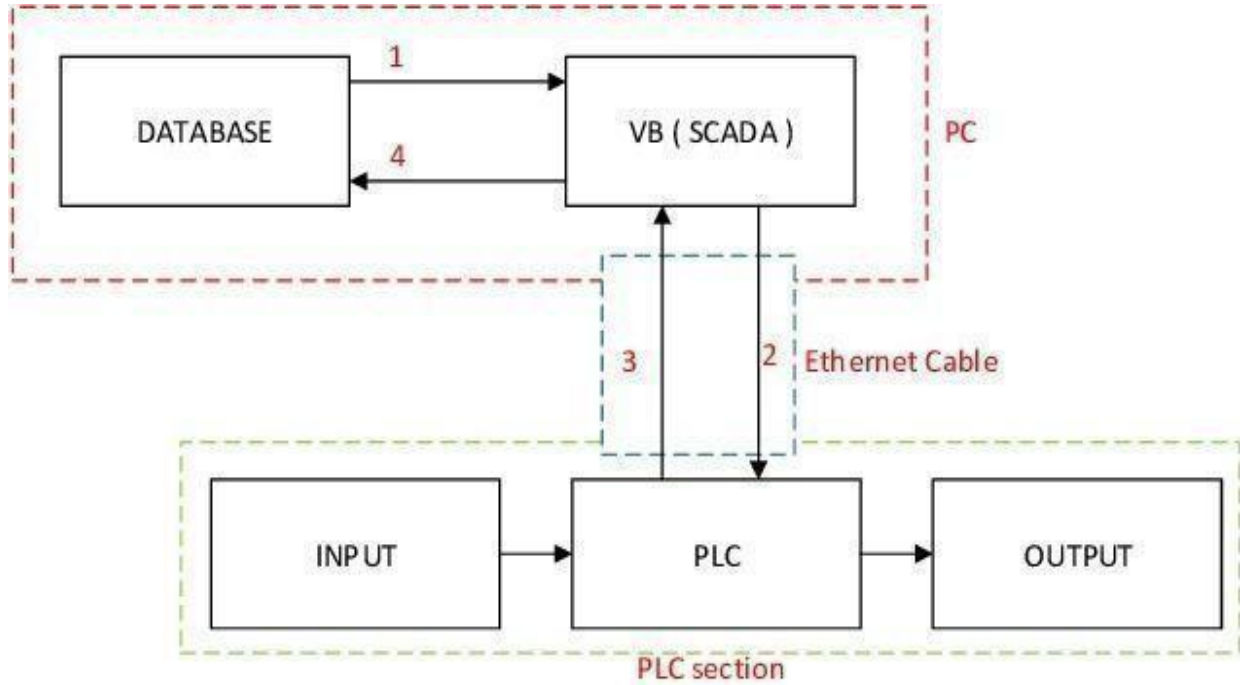 1
DATABASE
VB ( SCADA )
PC
4
3
2
Ethernet Cable
INPUT
PLC
OUTPUT
PLC section